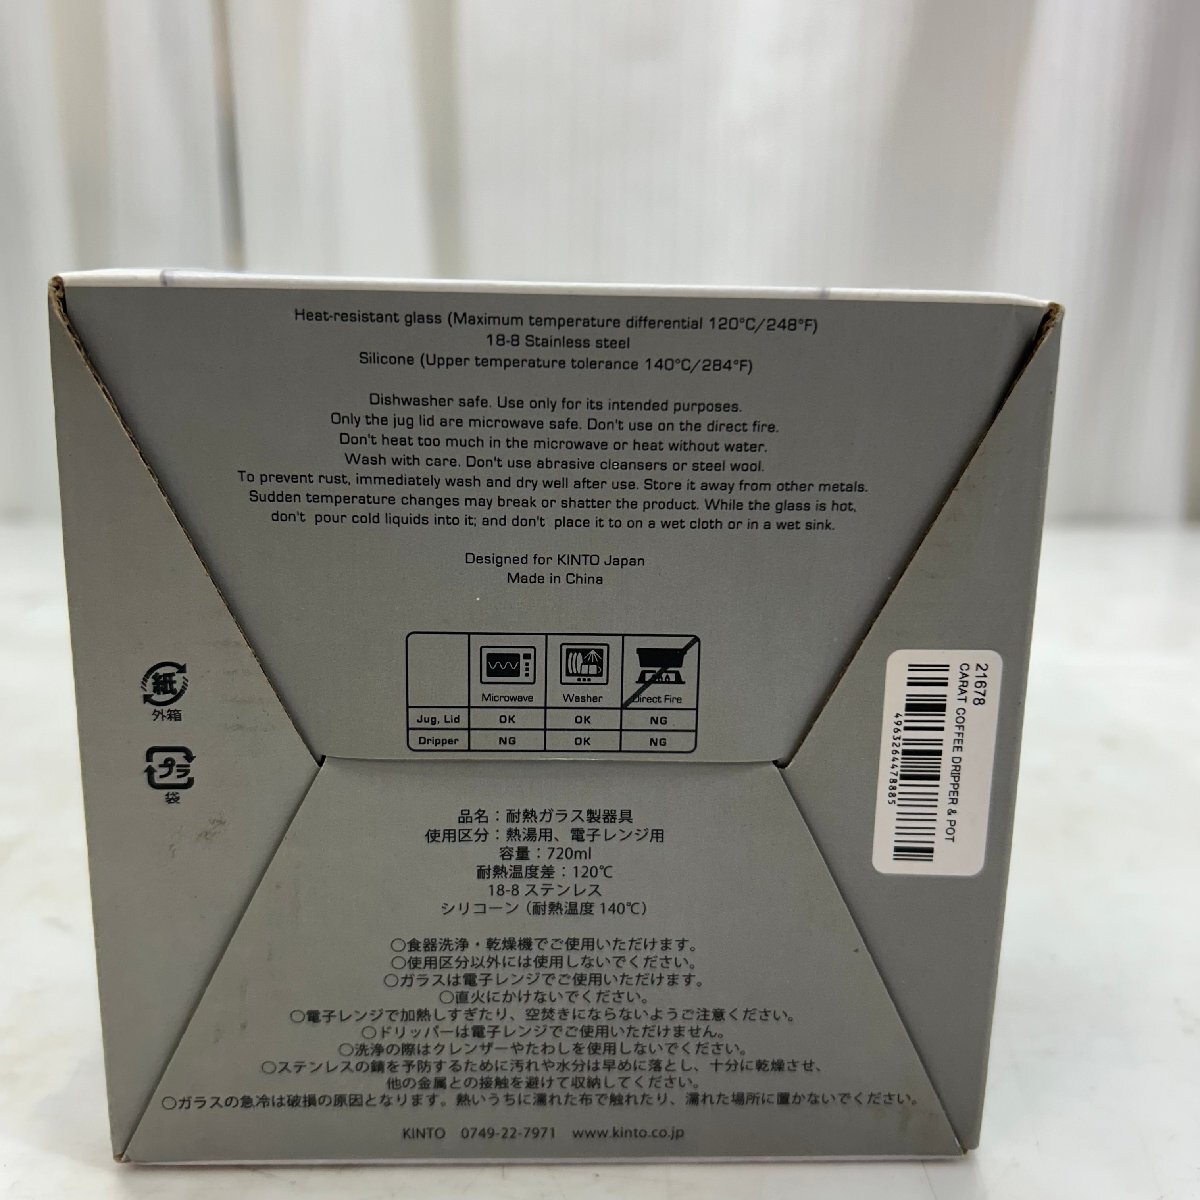 Heat-resistant glass (Maximum temperature differential 120°C/248°F)
18-8 Stainless steel
Silicone (Upper temperature tolerance 140°C/284°F)
Dishwasher safe. Use only for its intended purposes.
Only the jug lid are microwave safe. Don't use on the direct fire.
Don't heat too much in the microwave or heat without water.
Wash with care. Don't use abrasive cleansers or steel wool.
To prevent rust, immediately wash and dry well after use. Store it away from other metals.
Sudden temperature changes may break or shatter the product. While the glass is hot,
don't pour cold liquids into it; and don't place it to on a wet cloth or in a wet sink.
Designed for KINTO Japan
Made in China
Microwave Washer Direct Fire
Jug, Lid OK OK NG
Dripper NG OK NG
紙
外箱
プラ
袋
21678
CARAT COFFEE DRIPPER & POT
4963264478885
品名：耐熱ガラス製器具
使用区分：熱湯用、電子レンジ用
容量：720ml
耐熱温度差：120℃
18-8 ステンレス
シリコーン（耐熱温度 140℃）
○食器洗浄・乾燥機でご使用いただけます。
○使用区分以外には使用しないでください。
○ガラスは電子レンジでご使用いただけます。
○直火にかけないでください。
○電子レンジで加熱しすぎたり、空焚きにならないようご注意ください。
○ドリッパーは電子レンジでご使用いただけません。
○洗浄の際はクレンザーやたわしを使用しないでください。
○ステンレスの錆を予防するために汚れや水分は早めに落とし、十分に乾燥させ、
他の金属との接触を避けて収納してください。
○ガラスの急冷は破損の原因となります。熱いうちに濡れた布で触れたり、濡れた場所に置かないでください。
KINTO 0749-22-7971 www.kinto.co.jp